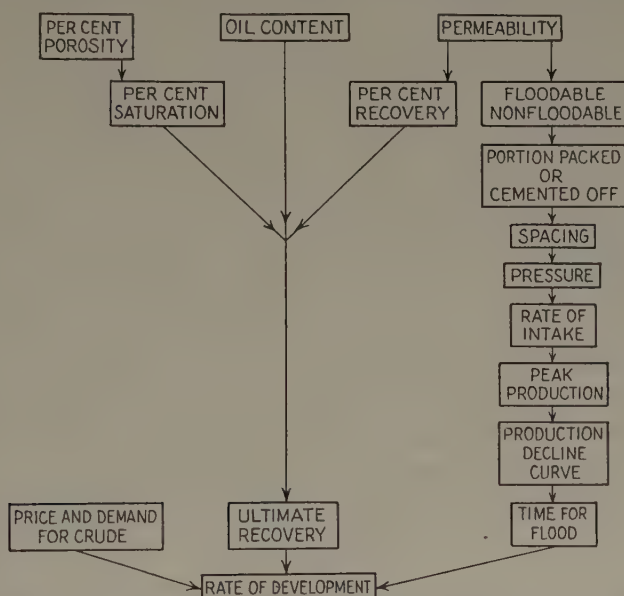 PER CENT
POROSITY
OIL CONTENT
PERMEABILITY
PER CENT
SATURATION
PER CENT
RECOVERY
FLOODABLE
NONFLOODABLE
PORTION PACKED
OR
CEMENTED OFF
SPACING
PRESSURE
RATE OF
INTAKE
PEAK
PRODUCTION
PRODUCTION
DECLINE
CURVE
PRICE AND DEMAND
FOR CRUDE
ULTIMATE
RECOVERY
TIME FOR
FLOOD
RATE OF DEVELOPMENT